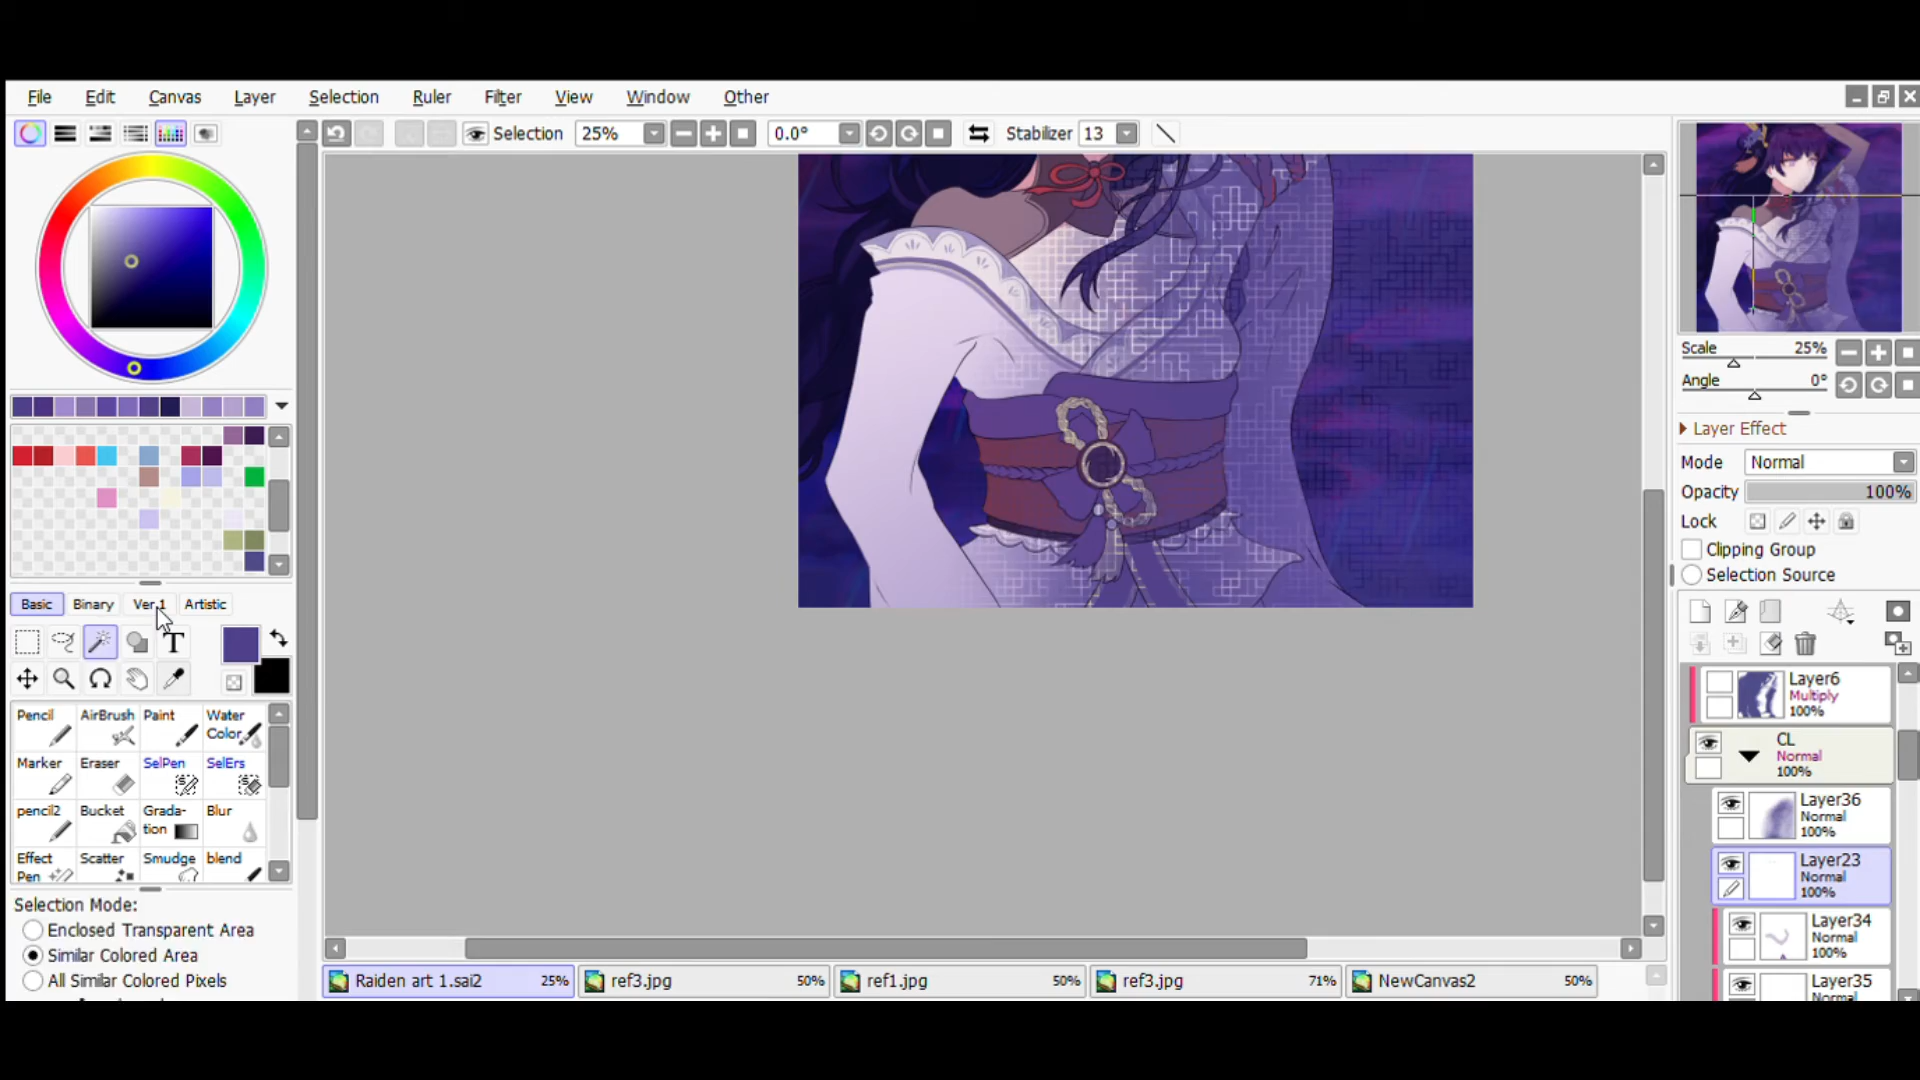 File Edit Canvas Layer Selection Ruler Filter View Window Other
Selection 25% 0.0° Stabilizer 13
Scale 25%
Angle 0°
Layer Effect
Mode Normal
Opacity 100%
Lock
Clipping Group
Selection Source
Basic Binary Ver.1 Artistic
T
Pencil AirBrush Paint Water Color
Marker Eraser SelPen SelErs
pencil2 Bucket Grada-tion Blur
Effect Pen Scatter Smudge blend
Selection Mode:
Enclosed Transparent Area
Similar Colored Area
All Similar Colored Pixels
Layer6
Multiply
100%
CL
Normal
100%
Layer36
Normal
100%
Layer23
Normal
100%
Layer34
Normal
100%
Layer35
Raiden art 1.sai2 25% ref3.jpg 50% ref1.jpg 50% ref3.jpg 71% NewCanvas2 50%